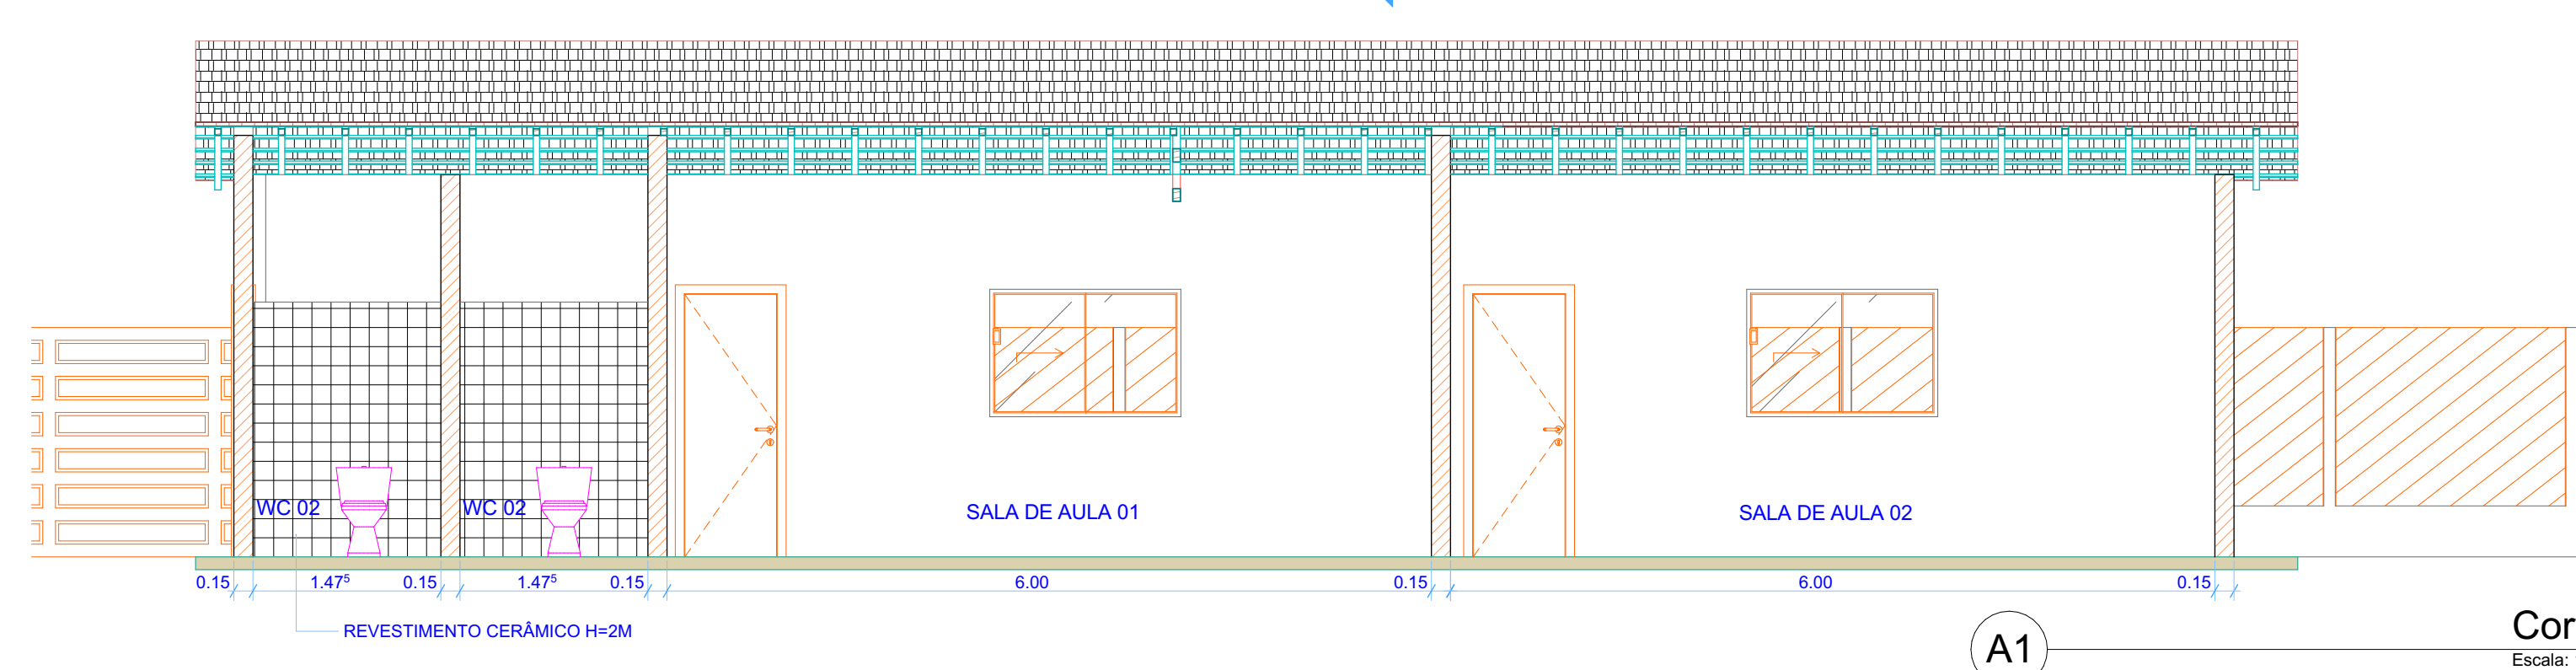 WC 02
WC 02
SALA DE AULA 01
SALA DE AULA 02
0.15 1.47⁵ 0.15 1.47⁵ 0.15 6.00 0.15 6.00 0.15
REVESTIMENTO CERÂMICO H=2M
A1
Cor
Escala: